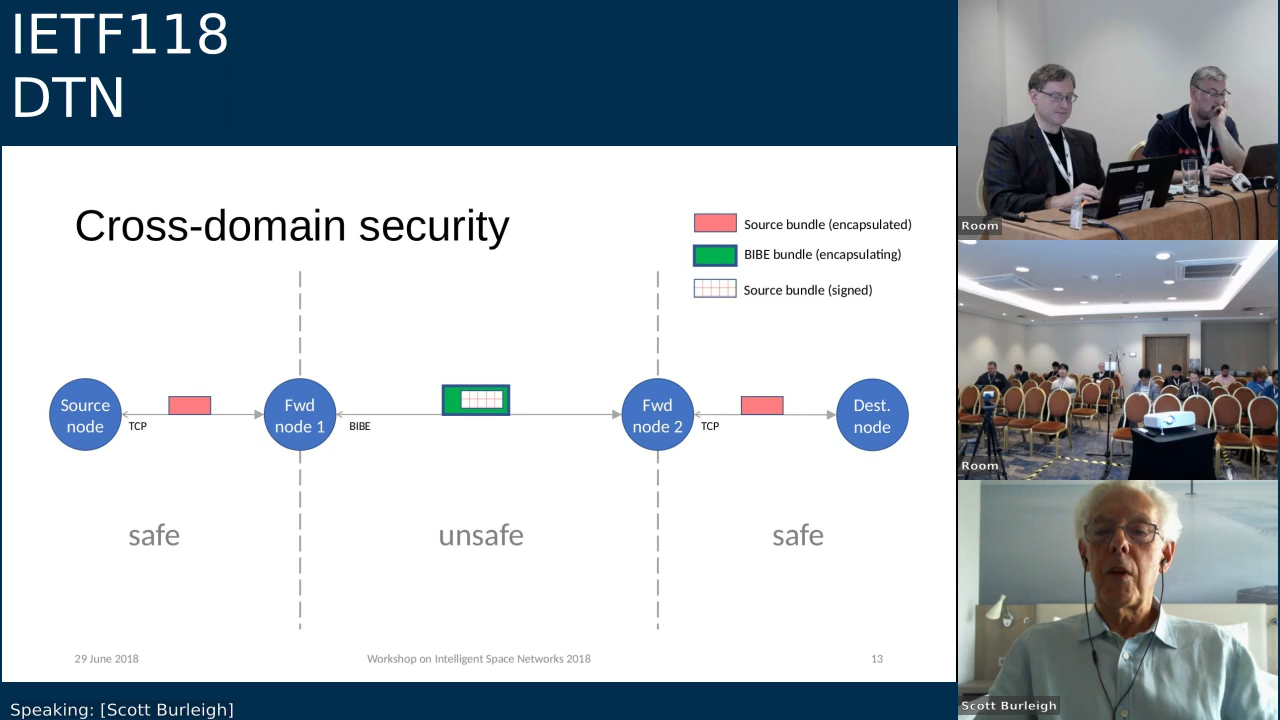 IETF118
DTN
Cross-domain security
Source bundle (encapsulated)
BIBE bundle (encapsulating)
Source bundle (signed)
Source
node
TCP
Fwd
node 1
BIBE
Fwd
node 2
TCP
Dest.
node
safe
unsafe
safe
29 June 2018
Workshop on Intelligent Space Networks 2018
13
Speaking: [Scott Burleigh]
Room
Room
Scott Burleigh